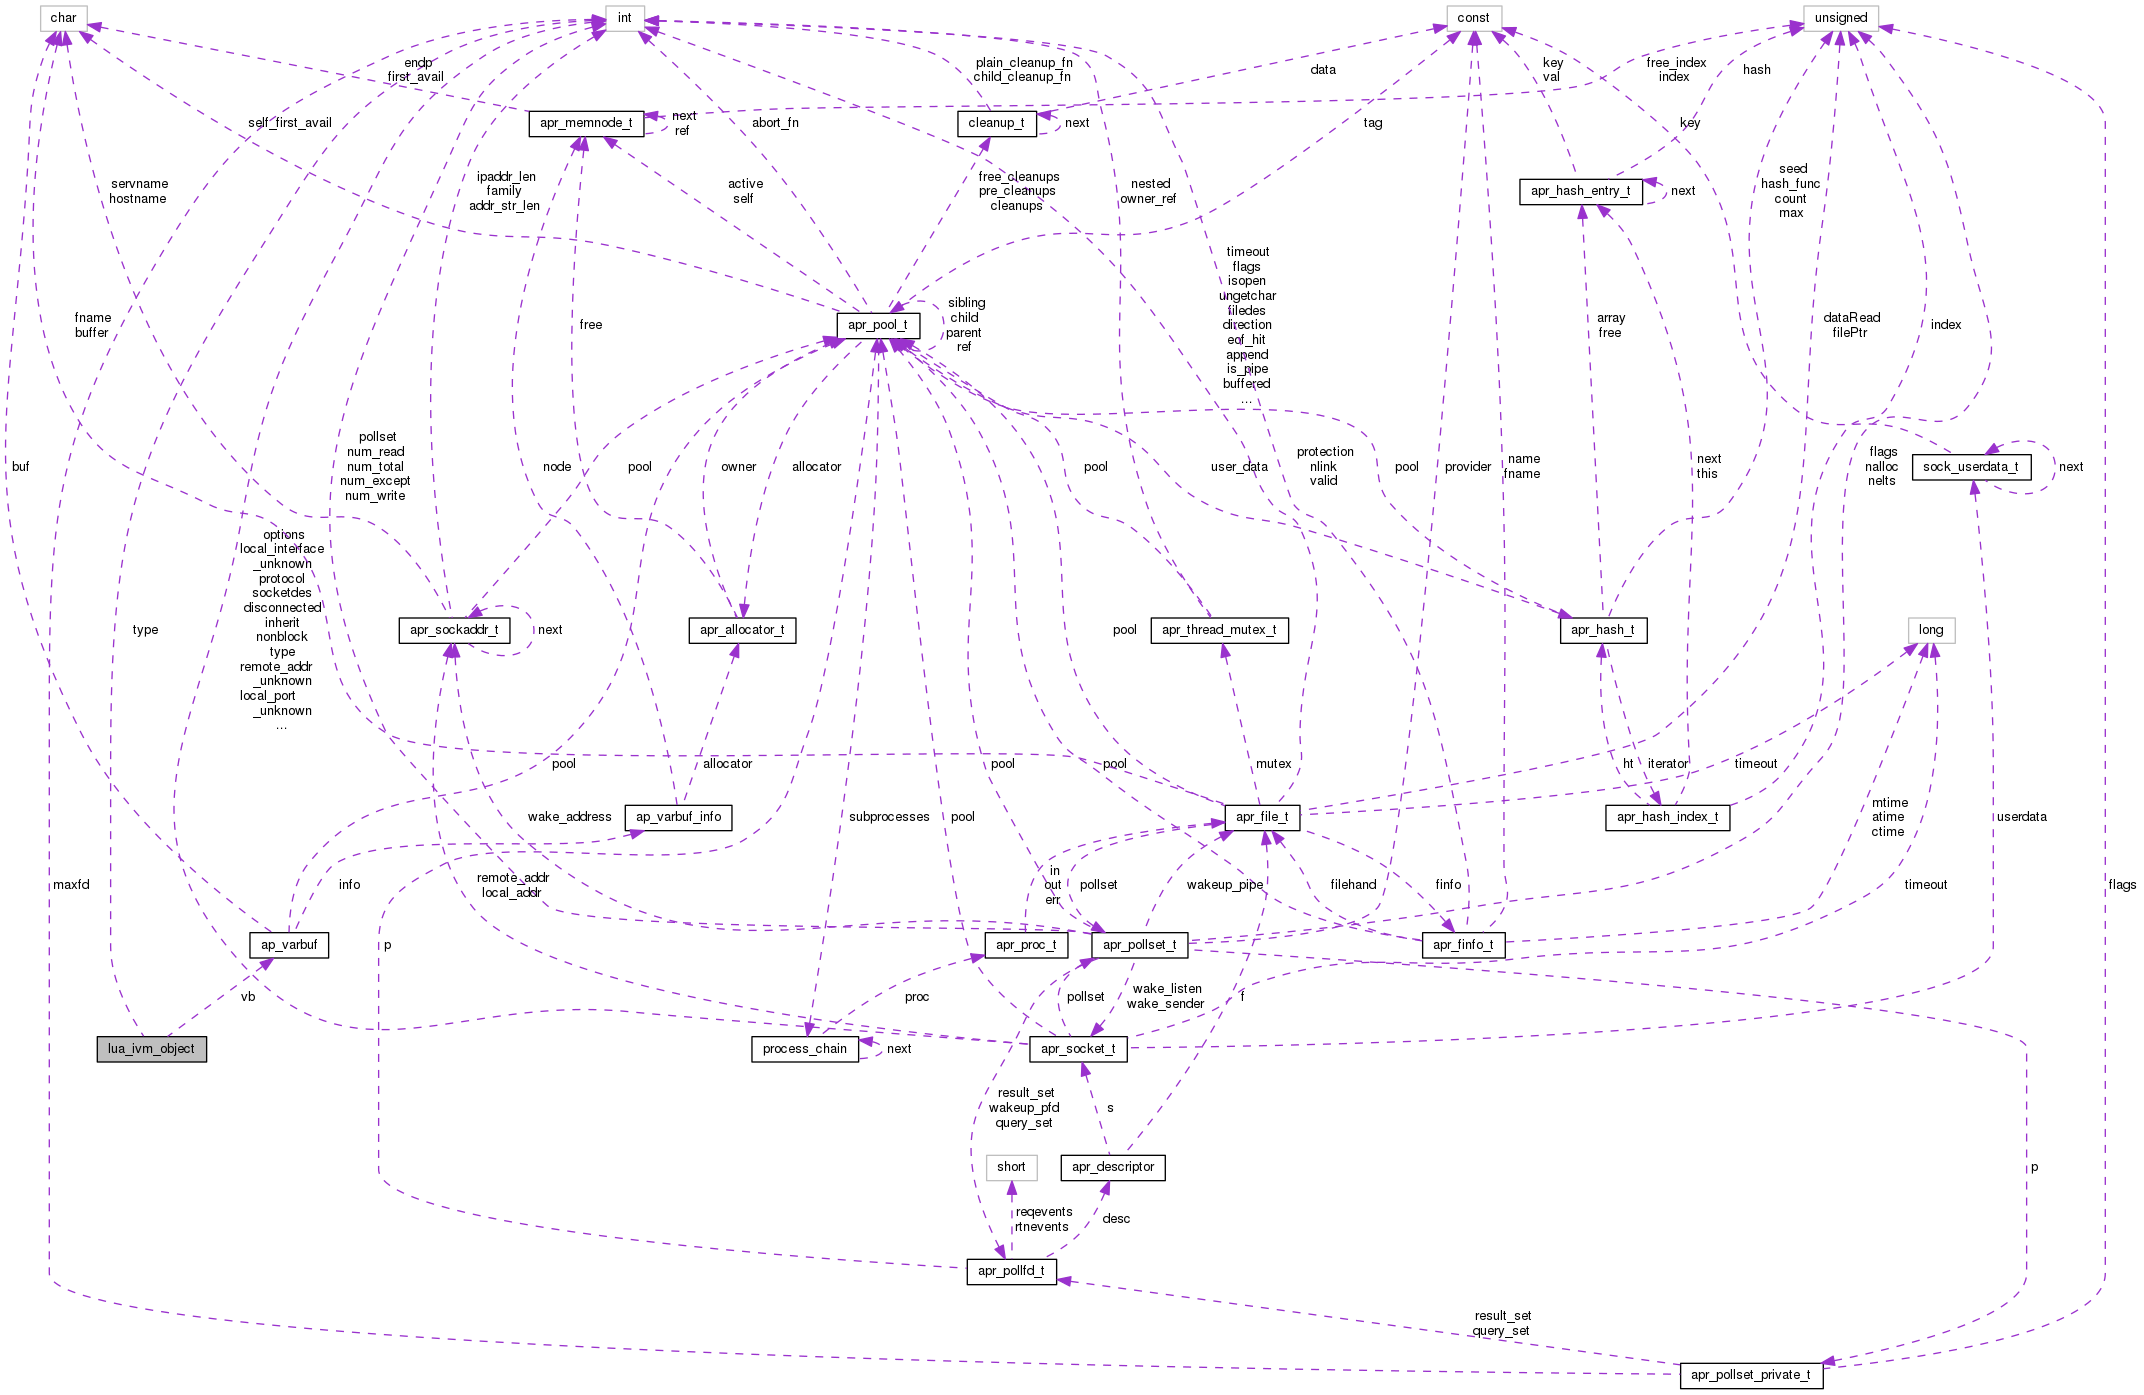 char
int
const
unsigned
endp
first_avail
plain_cleanup_fn
child_cleanup_fn
data
key
val
free_index
index
hash
apr_memnode_t
next
ref
cleanup_t
next
self_first_avail
abort_fn
tag
key
servname
hostname
ipaddr_len
family
addr_str_len
active
self
free_cleanups
pre_cleanups
cleanups
nested
owner_ref
apr_hash_entry_t
next
seed
hash_func
count
max
fname
buffer
free
apr_pool_t
sibling
child
parent
ref
timeout
flags
isopen
ungetchar
filedes
direction
eof_hit
append
is_pipe
buffered
...
array
free
dataRead
filePtr
index
buf
pollset
num_read
num_total
num_except
num_write
node
pool
owner
allocator
pool
user_data
protection
nlink
valid
pool
provider
name
fname
next
this
flags
nalloc
nelts
sock_userdata_t
next
options
local_interface
_unknown
protocol
socketdes
disconnected
inherit
nonblock
type
remote_addr
_unknown
local_port
_unknown
...
type
apr_sockaddr_t
next
apr_allocator_t
pool
apr_thread_mutex_t
apr_hash_t
long
pool
allocator
pool
pool
mutex
ht
iterator
timeout
wake_address
ap_varbuf_info
subprocesses
pool
apr_file_t
apr_hash_index_t
mtime
atime
ctime
userdata
maxfd
info
remote_addr
local_addr
in
out
err
pollset
wakeup_pipe
filehand
finfo
timeout
flags
p
ap_varbuf
apr_proc_t
apr_pollset_t
apr_finfo_t
vb
proc
pollset
wake_listen
wake_sender
f
lua_ivm_object
process_chain
next
apr_socket_t
result_set
wakeup_pfd
query_set
s
short
apr_descriptor
p
reqevents
rtnevents
desc
apr_pollfd_t
result_set
query_set
apr_pollset_private_t